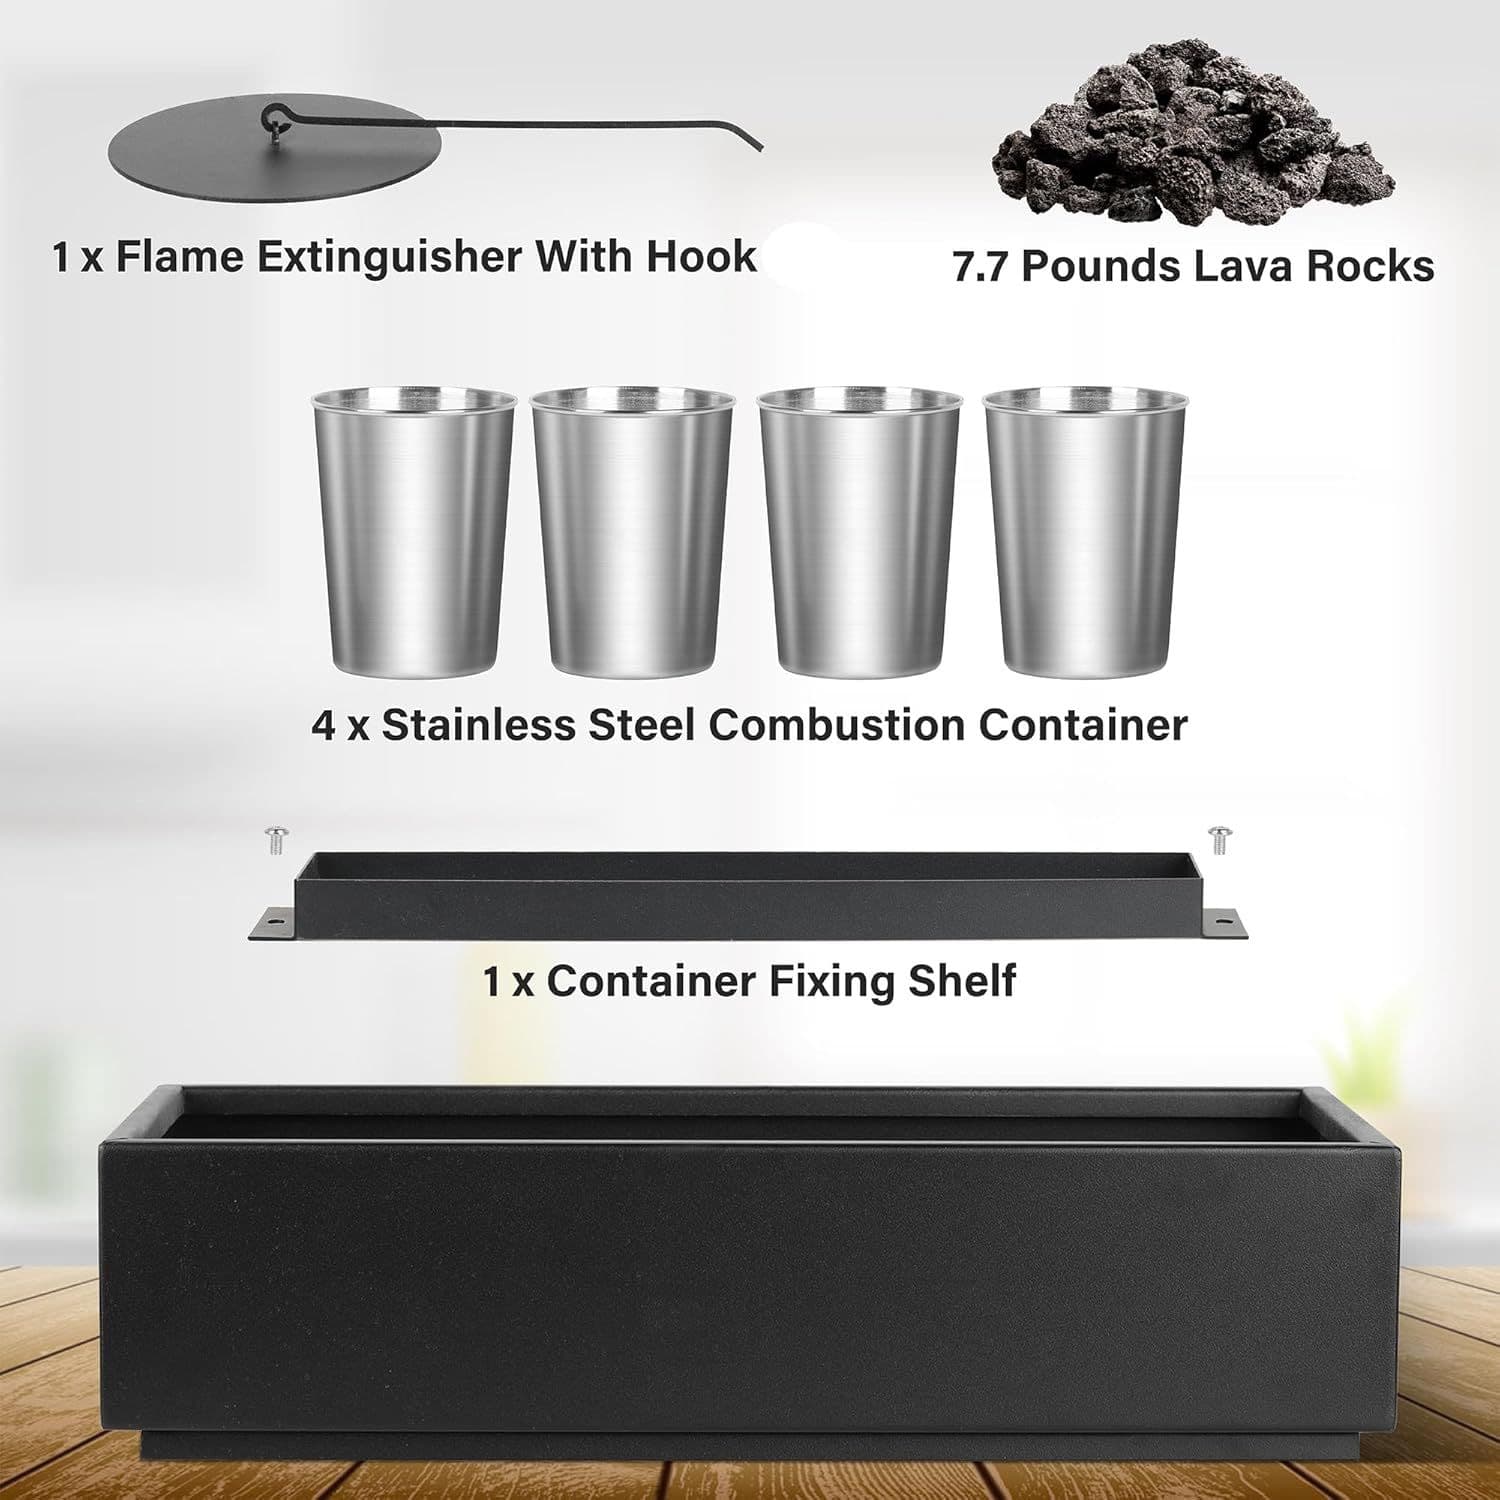 1 x Flame Extinguisher With Hook
7.7 Pounds Lava Rocks
4 x Stainless Steel Combustion Container
1 x Container Fixing Shelf